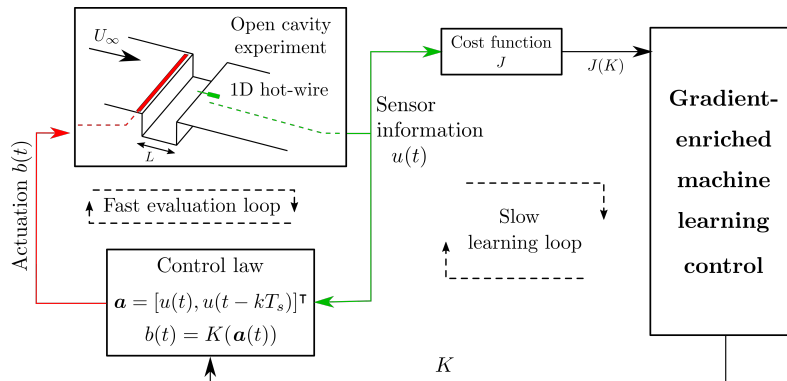 Open cavity
experiment
U∞
1D hot-wire
L
Cost function
J
J(K)
Gradient-
enriched
machine
learning
control
Sensor
information
u(t)
Actuation b(t)
Fast evaluation loop
Slow
learning loop
Control law
a = [u(t), u(t − kTₛ)]ᵀ
b(t) = K(a(t))
K